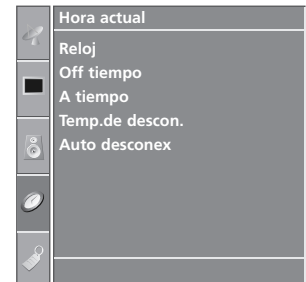 Hora actual
Reloj
Off tiempo
A tiempo
Temp.de descon.
Auto desconex